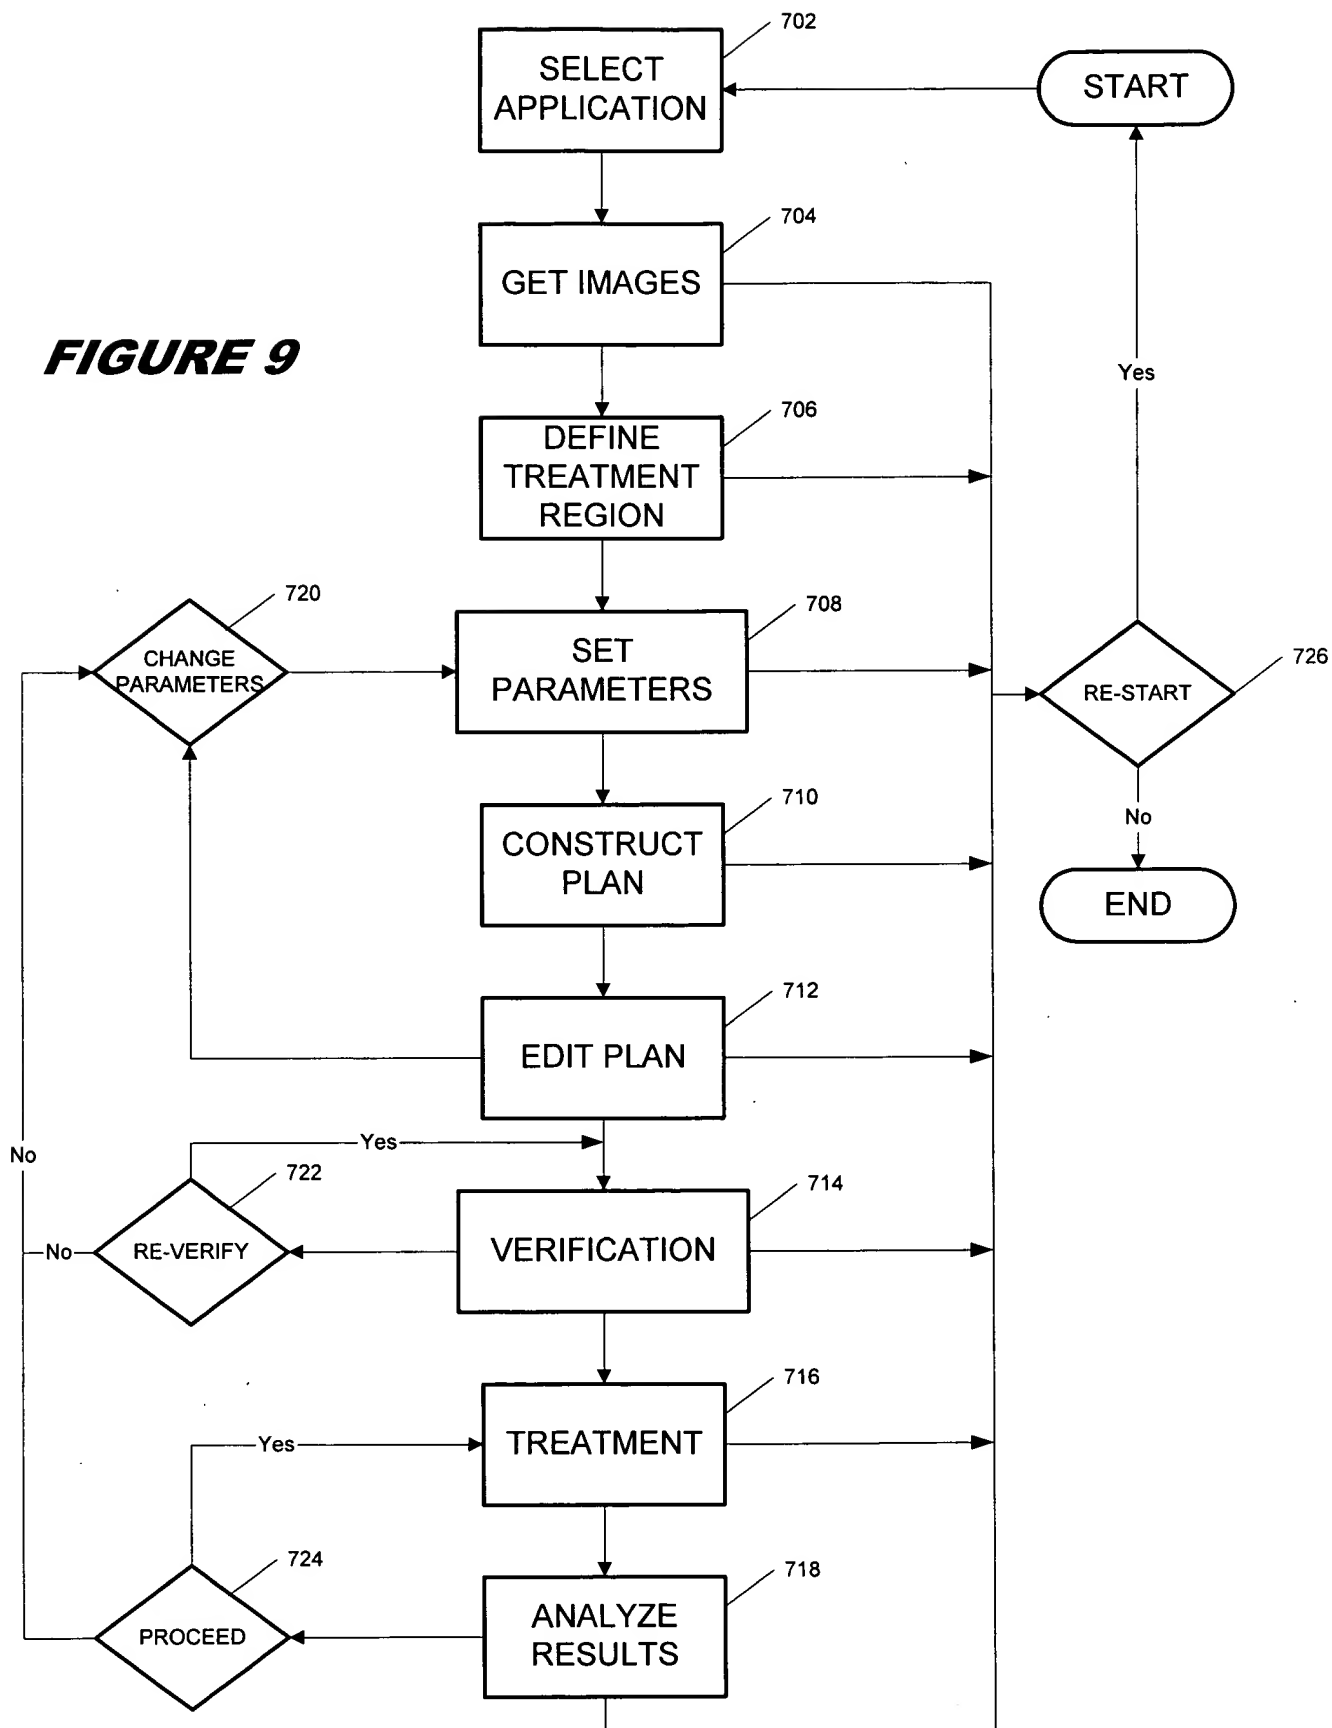 702
SELECT
APPLICATION
START
704
GET IMAGES
FIGURE 9
Yes
706
DEFINE
TREATMENT
REGION
720
CHANGE
PARAMETERS
708
SET
PARAMETERS
726
RE-START
710
CONSTRUCT
PLAN
No
END
712
EDIT PLAN
Yes
No
722
RE-VERIFY
No
714
VERIFICATION
716
TREATMENT
Yes
724
PROCEED
718
ANALYZE
RESULTS